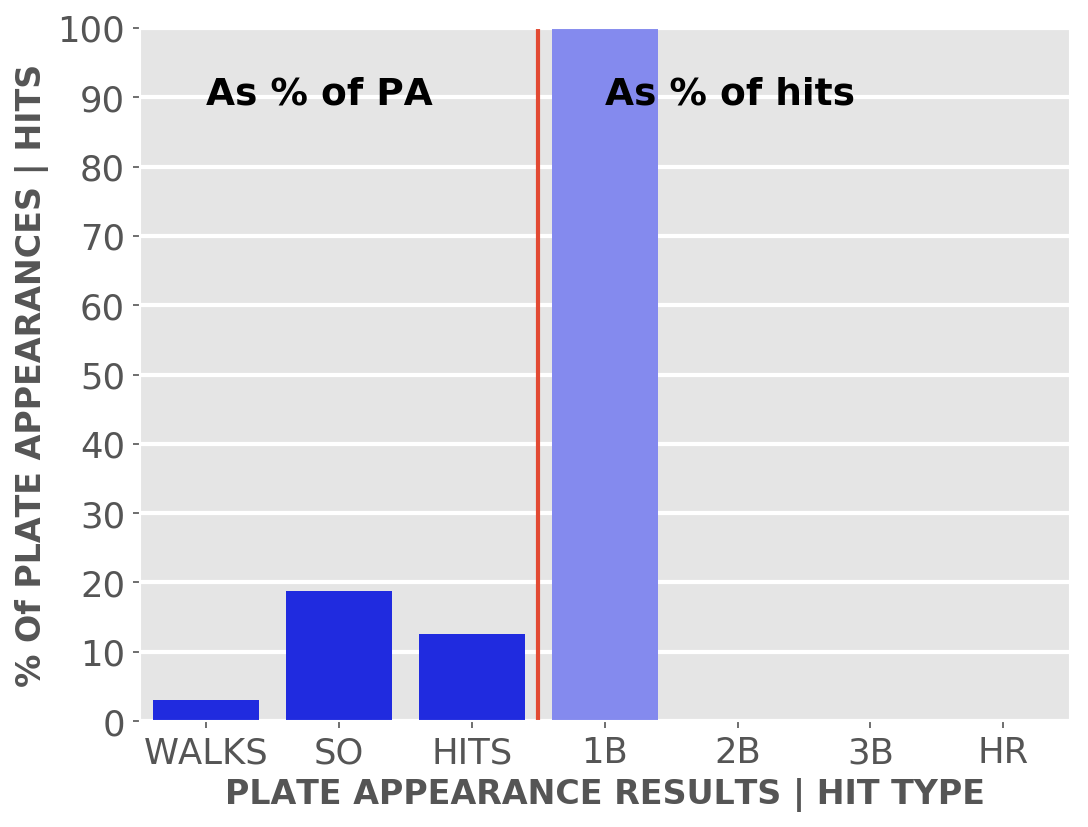 % Of PLATE APPEARANCES | HITS
100
90
80
70
60
50
40
30
20
10
0
As % of PA
As % of hits
WALKS SO HITS 1B 2B 3B HR
PLATE APPEARANCE RESULTS | HIT TYPE